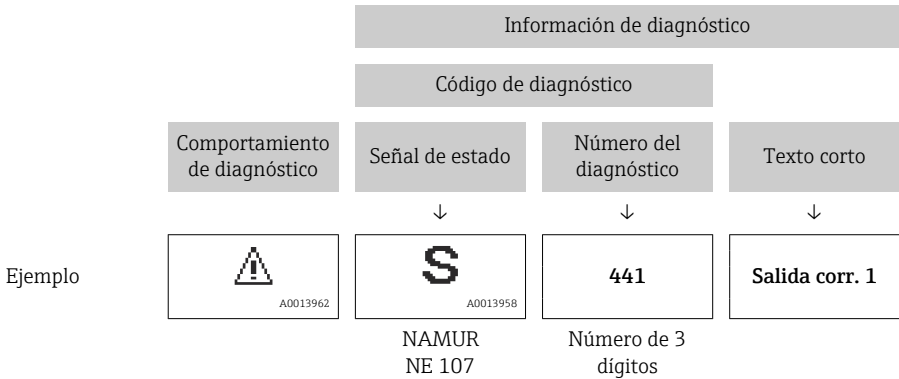 Información de diagnóstico
Código de diagnóstico
Comportamiento
de diagnóstico
Señal de estado
Número del
diagnóstico
Texto corto
↓
↓
↓
Ejemplo
A0013962
S
A0013958
441
Salida corr. 1
NAMUR
NE 107
Número de 3
dígitos